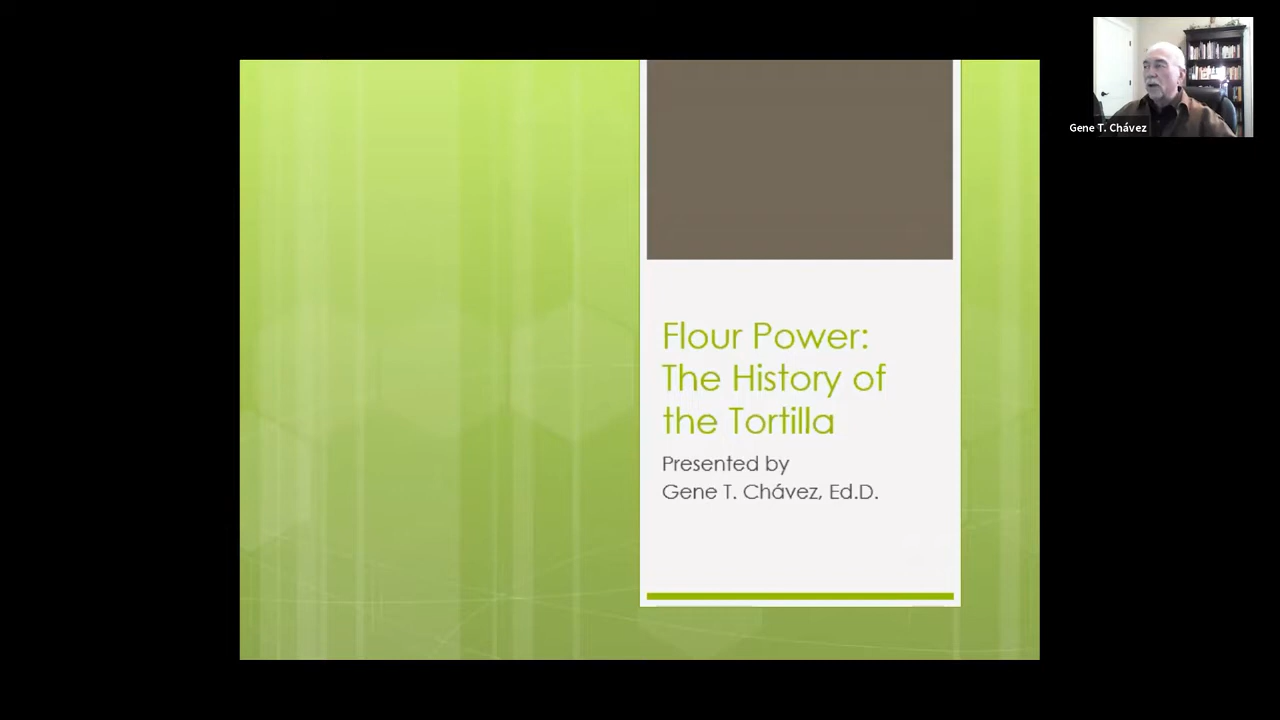 Flour Power:
The History of
the Tortilla
Presented by
Gene T. Chávez, Ed.D.
Gene T. Chávez